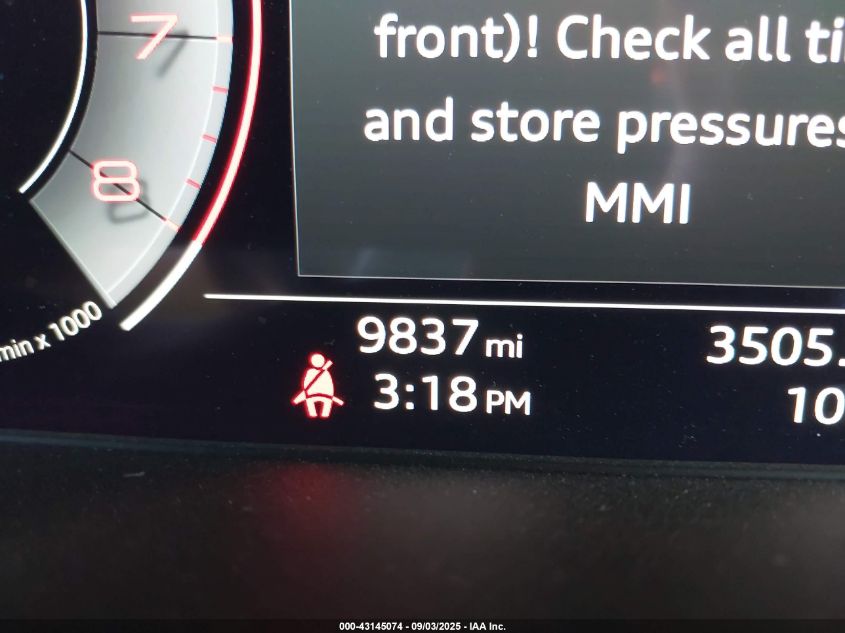 7
front)! Check all
and store pressures
8
MMI
min x 1000
9837 mi
3505.
3:18 PM
10
000-43145074 - 09/03/2025 - IAA Inc.